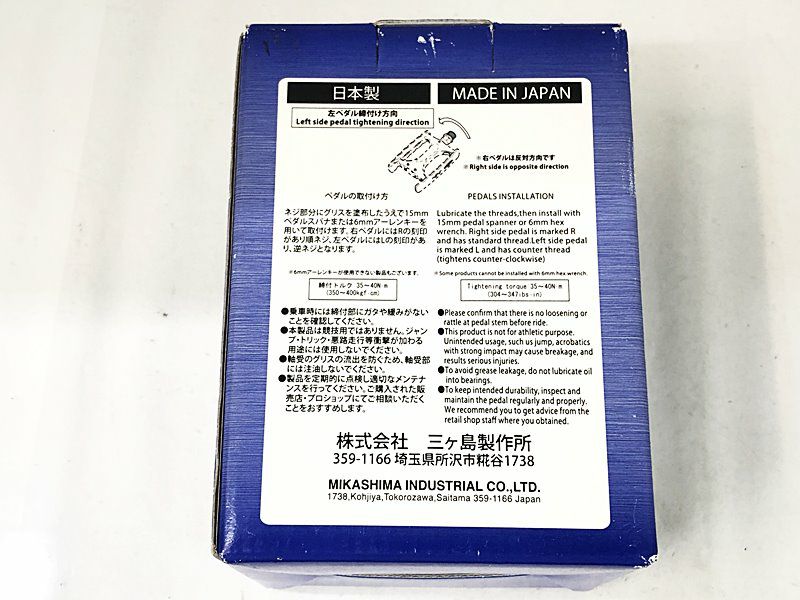 日本製
MADE IN JAPAN
左ペダル締付け方向
Left side pedal tightening direction
※右ペダルは反対方向です
※Right side is opposite direction
ペダルの取付け方
ネジ部分にグリスを塗布したうえで15mm
ペダルスパナまたは6mmアーレンキーを
用いて取付けます。右ペダルにはRの刻印
があり順ネジ、左ペダルにはLの刻印があ
り、逆ネジとなります。
※6mmアーレンキーが使用できない製品もございます。
締付トルク 35〜40N·m
(350〜400kgf·cm)
●乗車時には締付部にガタや緩みがない
ことを確認してください。
●本製品は競技用ではありません。ジャン
プ・トリック・悪路走行等衝撃が加わる
用途には使用しないでください。
●軸受のグリスの流出を防ぐため、軸受部
には注油しないでください。
●製品を定期的に点検し適切なメンテナ
ンスを行ってください。ご購入された販
売店・プロショップにてご相談いただく
ことをおすすめします。
PEDALS INSTALLATION
Lubricate the threads,then install with
15mm pedal spanner or 6mm hex
wrench. Right side pedal is marked R
and has standard thread.Left side pedal
is marked L and has counter thread
(tightens counter-clockwise)
※Some products cannot be installed with 6mm hex wrench.
Tightening torque 35〜40N·m
(304〜347lbs·in)
●Please confirm that there is no loosening or
rattle at pedal stem before ride.
●This product is not for athletic purpose.
Unintended usage, such us jump, acrobatics
with strong impact may cause breakage, and
results serious injuries.
●To avoid grease leakage, do not lubricate oil
into bearings.
●To keep intended durability, inspect and
maintain the pedal regularly and properly.
We recommend you to get advice from the
retail shop staff where you obtained.
株式会社 三ヶ島製作所
359-1166 埼玉県所沢市糀谷1738
MIKASHIMA INDUSTRIAL CO.,LTD.
1738,Kohjiya,Tokorozawa,Saitama 359-1166 Japan